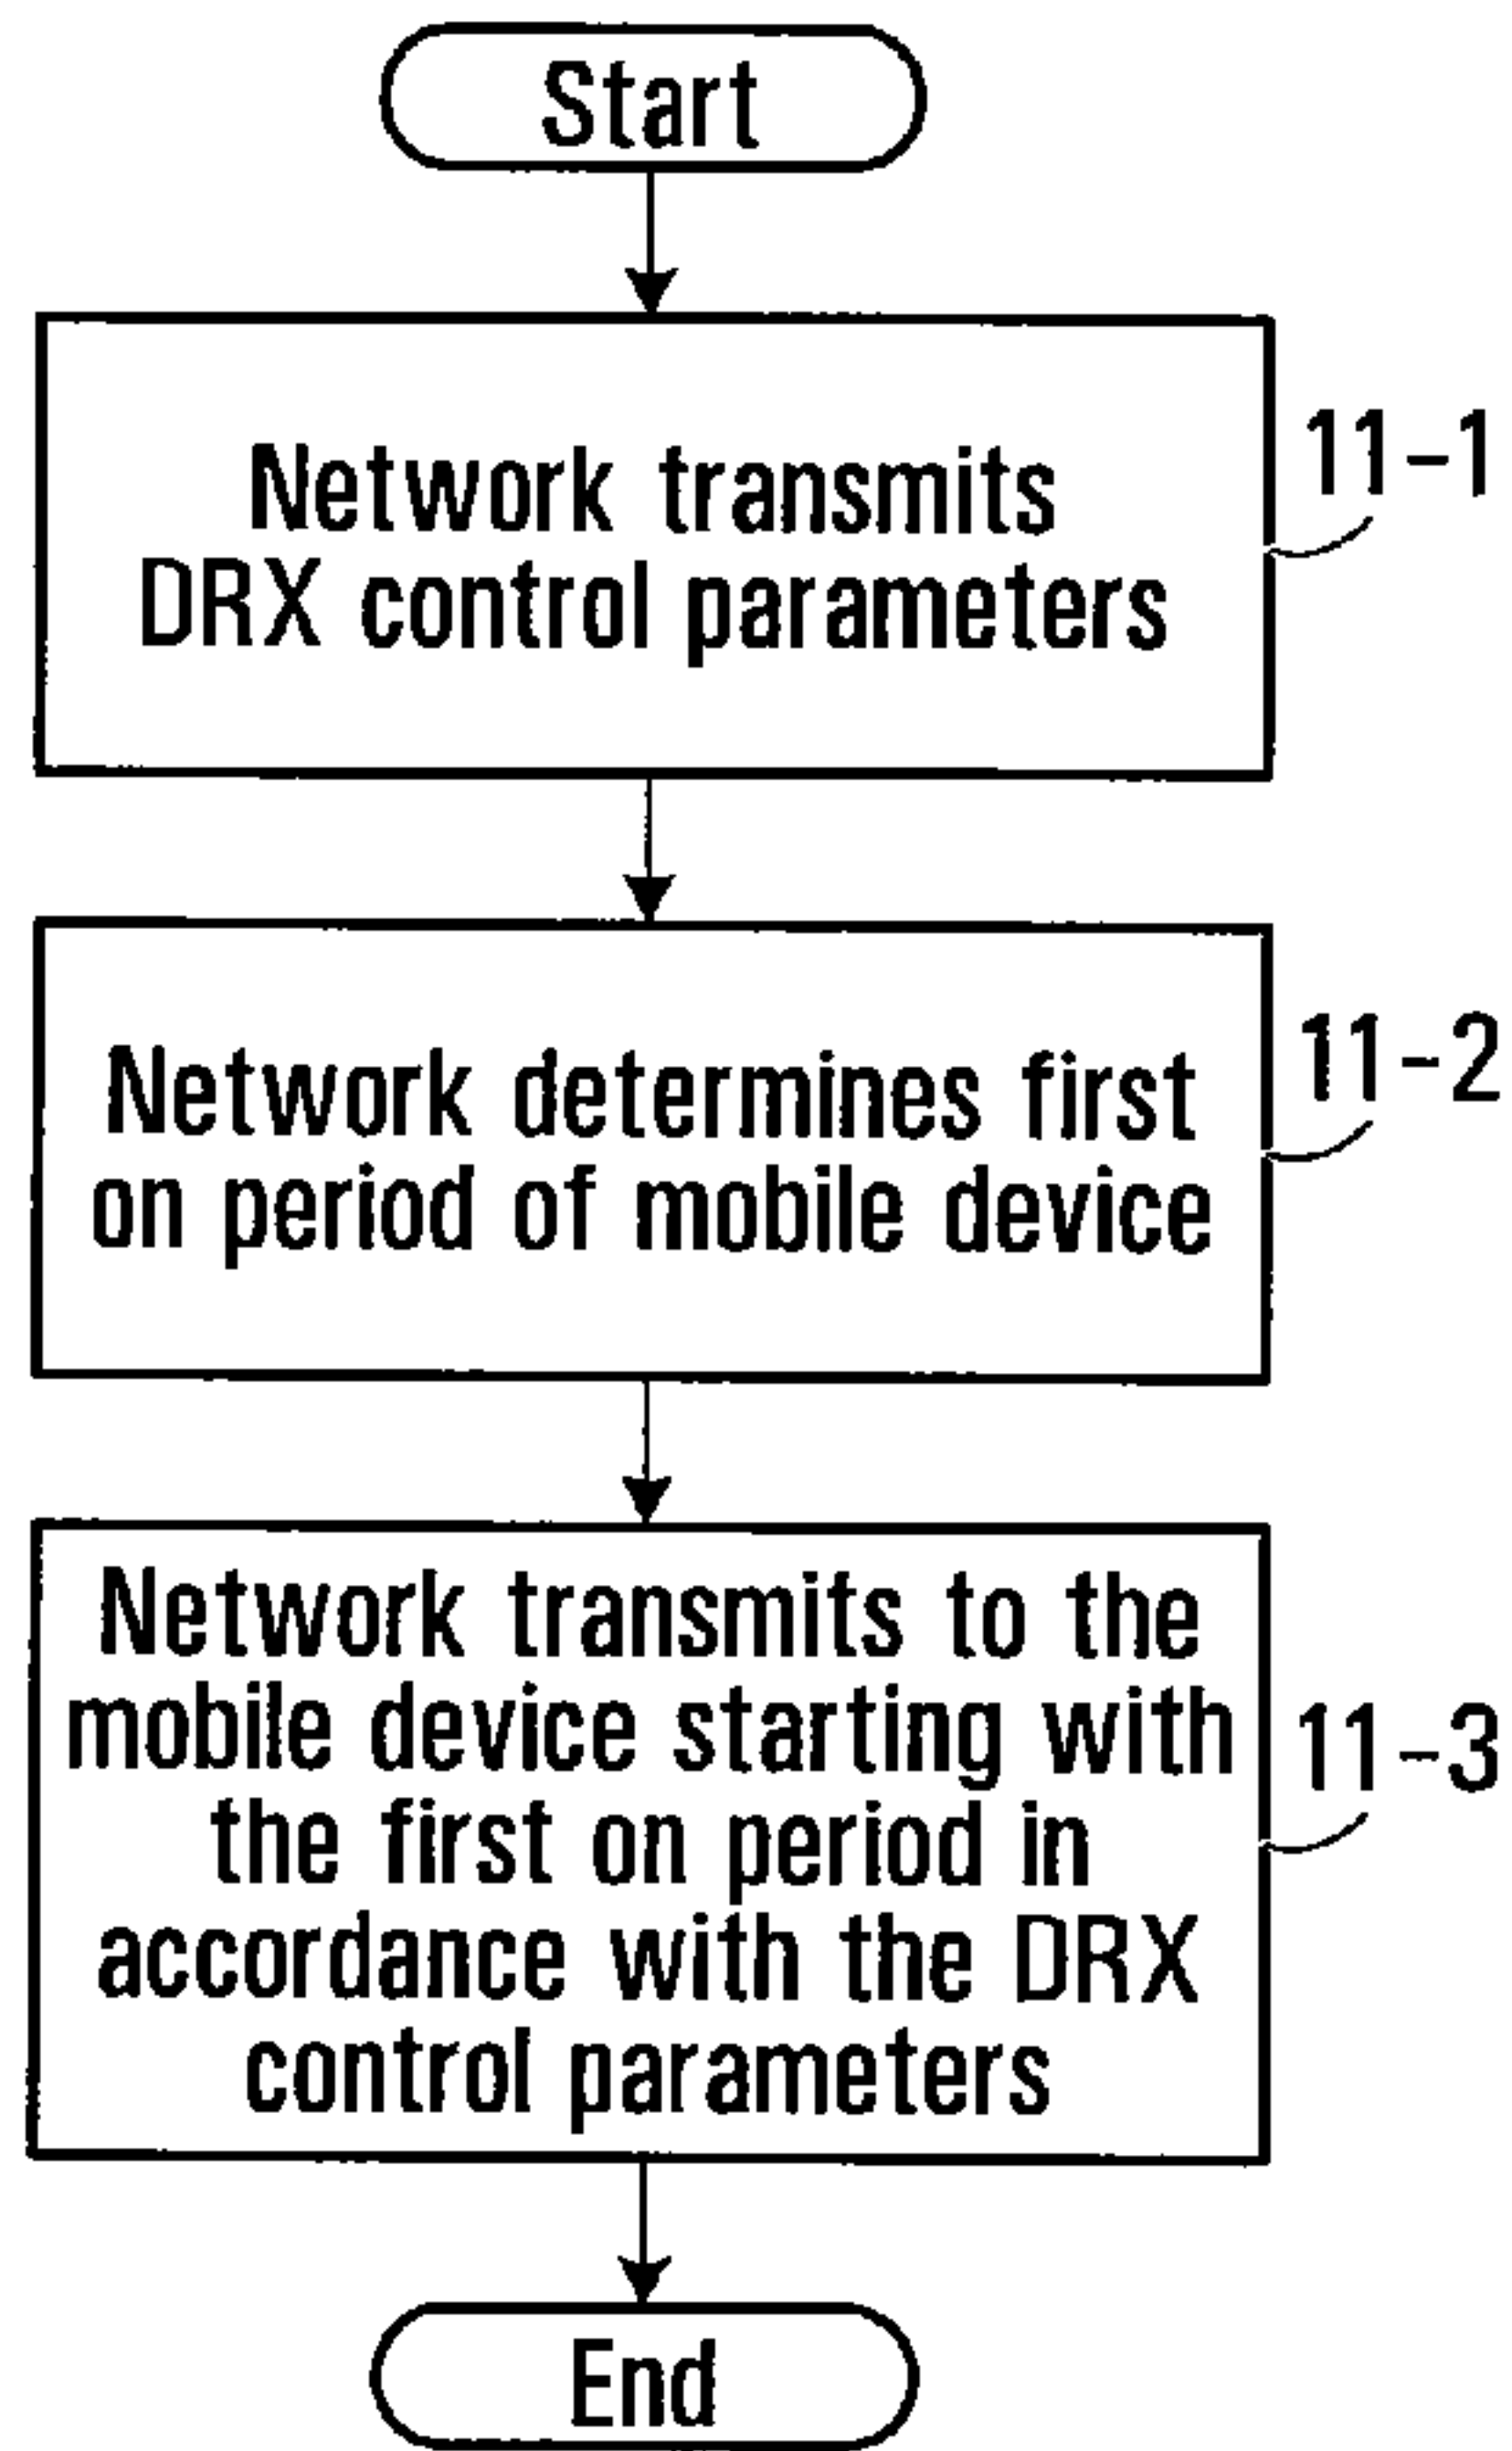 Start
Network transmits
DRX control parameters
11-1
Network determines first
on period of mobile device
11-2
Network transmits to the
mobile device starting with
the first on period in
accordance with the DRX
control parameters
11-3
End